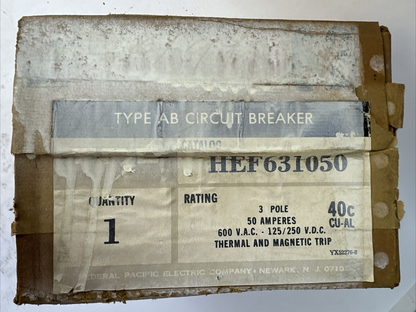 TYPE AB CIRCUIT BREAKER
CATALOG
HEF631050
QUANTITY
1
RATING
3 POLE
50 AMPERES
600 V.A.C. - 125/250 V.D.C.
THERMAL AND MAGNETIC TRIP
40C
CU-AL
FEDERAL PACIFIC ELECTRIC COMPANY • NEWARK, N. J.